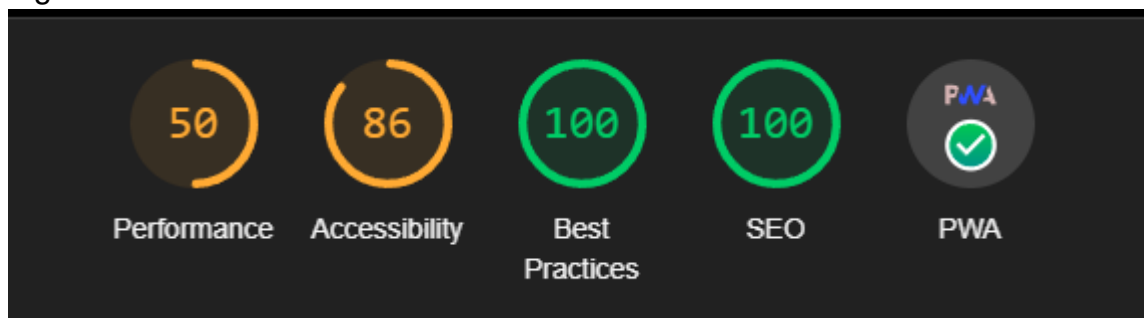 50 86 100 100 PWA
Performance Accessibility Best Practices SEO PWA